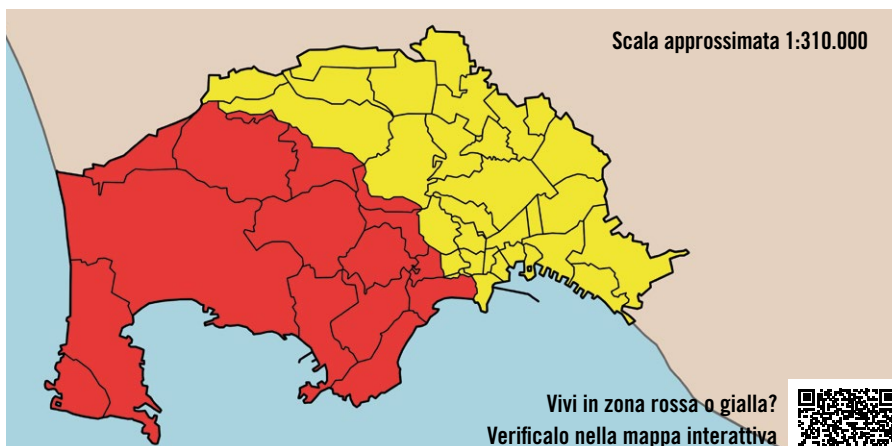 Scala approssimata 1:310.000
Vivi in zona rossa o gialla?
Verificalo nella mappa interattiva